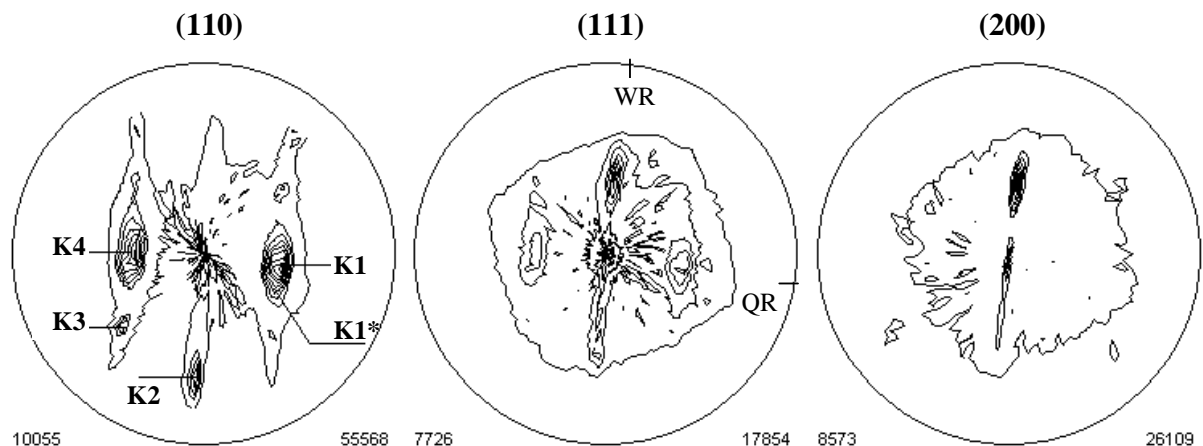 (110) (111) (200)
WR
K4 K1
QR
K3 K1*
K2
10055 55568 7726 17854 8573 26109